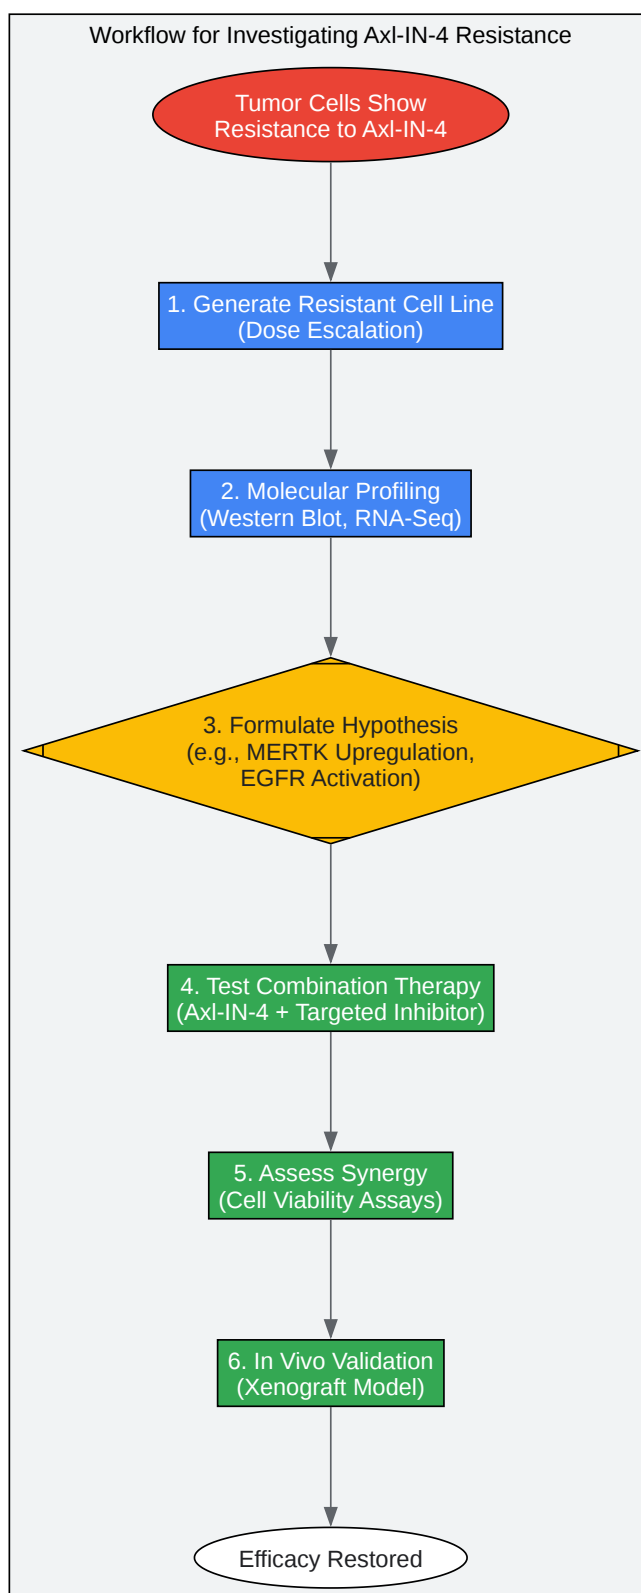 Workflow for Investigating Axl-IN-4 Resistance
Tumor Cells Show
Resistance to Axl-IN-4
1. Generate Resistant Cell Line
(Dose Escalation)
2. Molecular Profiling
(Western Blot, RNA-Seq)
3. Formulate Hypothesis
(e.g., MERTK Upregulation,
EGFR Activation)
4. Test Combination Therapy
(Axl-IN-4 + Targeted Inhibitor)
5. Assess Synergy
(Cell Viability Assays)
6. In Vivo Validation
(Xenograft Model)
Efficacy Restored